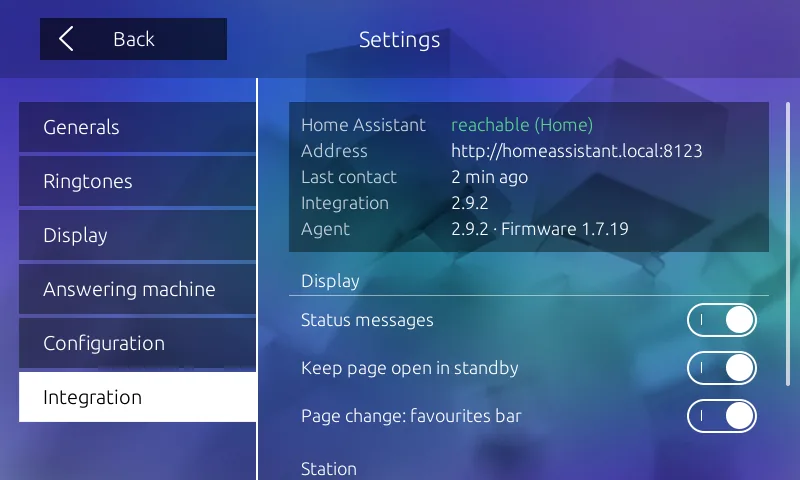 Back
Settings
Generals
Ringtones
Display
Answering machine
Configuration
Integration
Home Assistant reachable (Home)
Address http://homeassistant.local:8123
Last contact 2 min ago
Integration 2.9.2
Agent 2.9.2 · Firmware 1.7.19
Display
Status messages
Keep page open in standby
Page change: favourites bar
Station